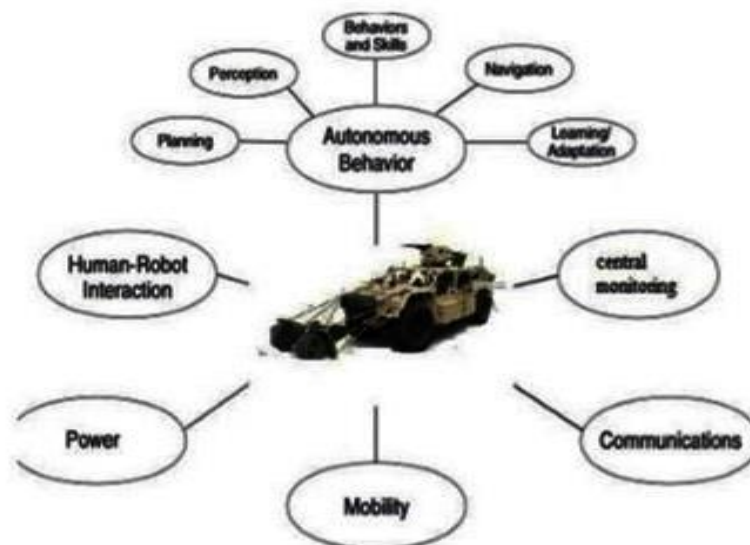 Behaviors
and Skills
Perception
Navigation
Planning
Autonomous
Behavior
Learning/
Adaptation
Human-Robot
Interaction
central
monitoring
Power
Communications
Mobility